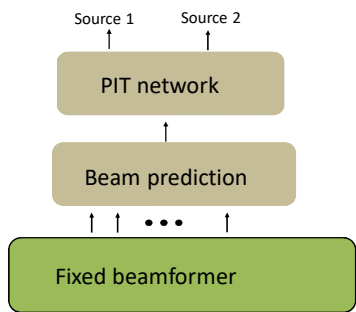 Source 1 Source 2
PIT network
Beam prediction
Fixed beamformer